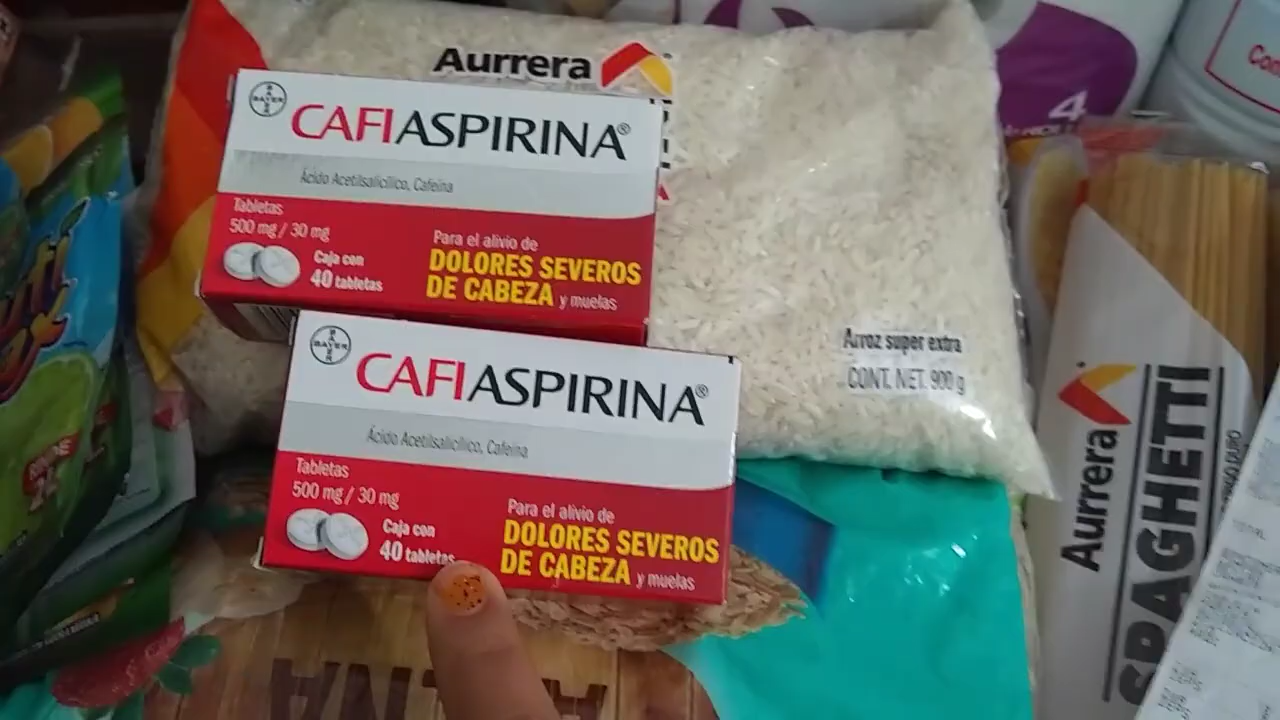 Aurrera
BAYER
CAFIASPIRINA®
Ácido Acetilsalicílico, Cafeína
Tabletas
500 mg / 30 mg
Caja con
40 tabletas
Para el alivio de
DOLORES SEVEROS
DE CABEZA y muelas
BAYER
CAFIASPIRINA®
Ácido Acetilsalicílico, Cafeína
Tabletas
500 mg / 30 mg
Caja con
40 tabletas
Para el alivio de
DOLORES SEVEROS
DE CABEZA y muelas
Arroz super extra
CONT. NET. 900 g
4
Aurrera
SPAGHETTI